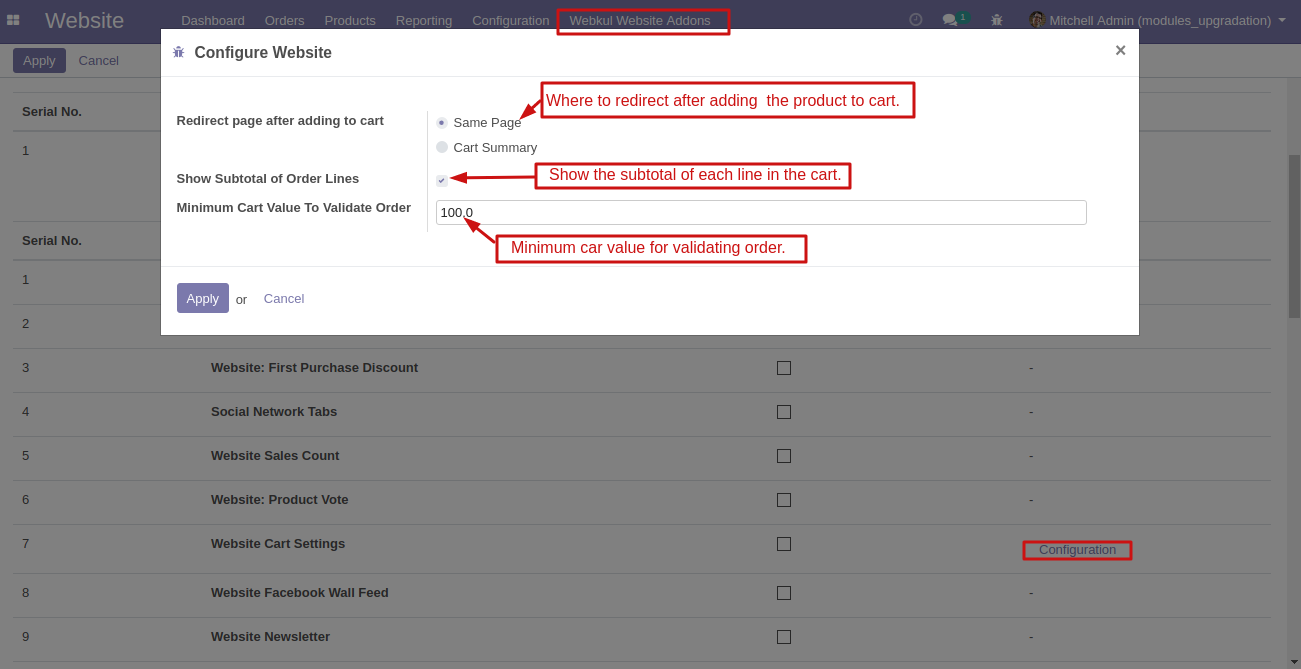 Website Dashboard Orders Products Reporting Configuration Webkul Website Addons 1 Mitchell Admin (modules_upgradation)
Apply Cancel
Configure Website ×
Where to redirect after adding the product to cart.
Redirect page after adding to cart Same Page
Cart Summary
Show the subtotal of each line in the cart.
Show Subtotal of Order Lines
Minimum Cart Value To Validate Order 100.0
Minimum car value for validating order.
Apply or Cancel
Serial No.
1
Serial No.
1
2
3 Website: First Purchase Discount -
4 Social Network Tabs -
5 Website Sales Count -
6 Website: Product Vote -
7 Website Cart Settings Configuration
8 Website Facebook Wall Feed -
9 Website Newsletter -